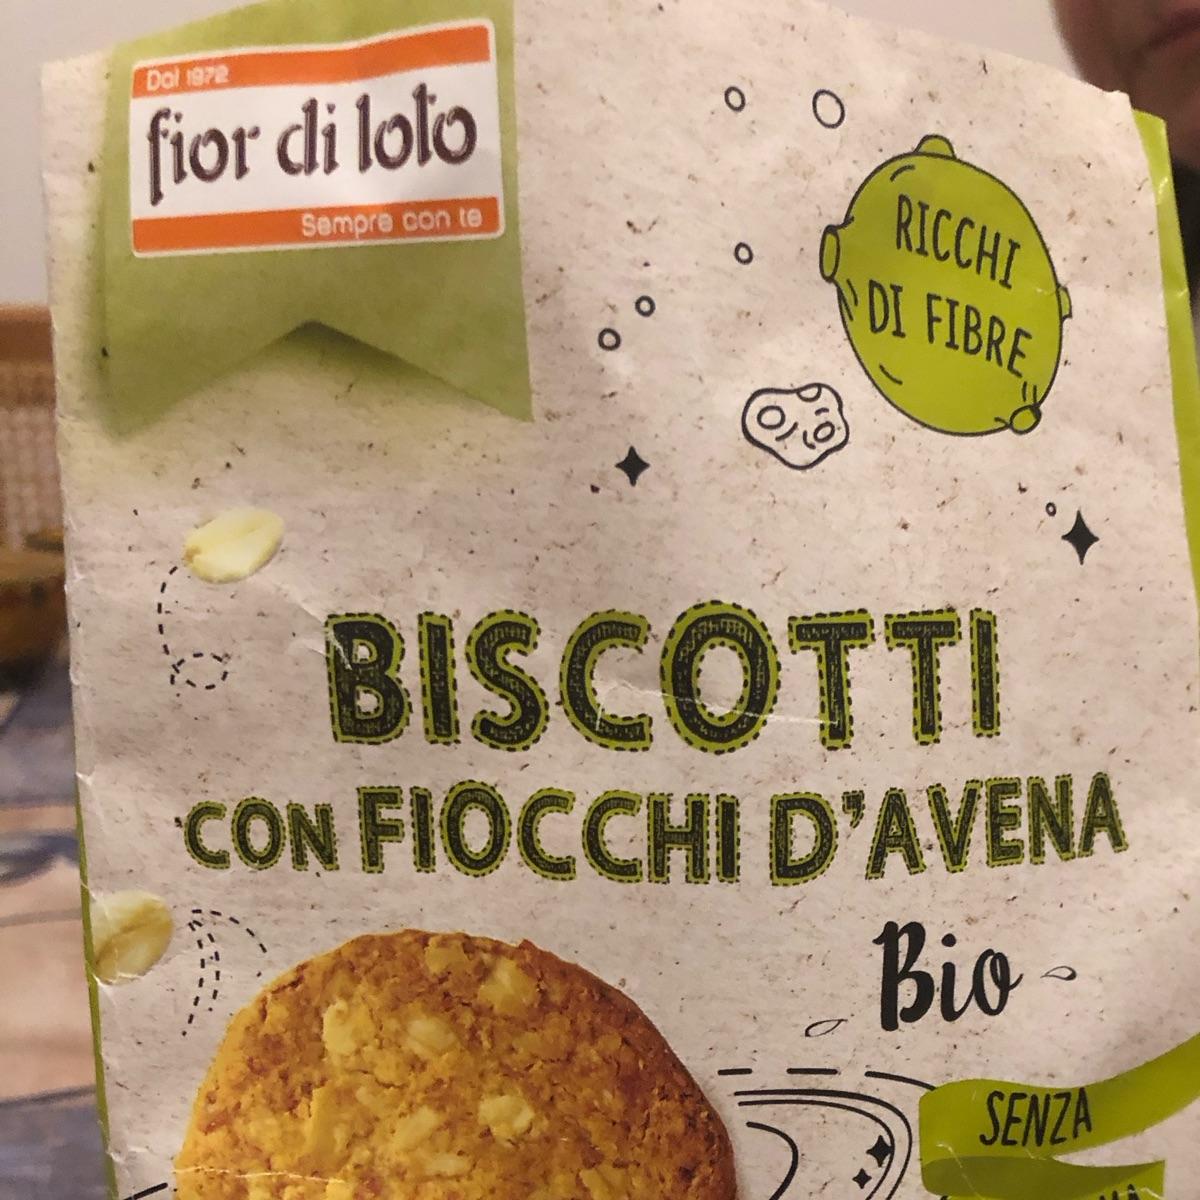 Dal 1972
fior di loto
Sempre con te
RICCHI
DI FIBRE
BISCOTTI
CON FIOCCHI D'AVENA
Bio
SENZA